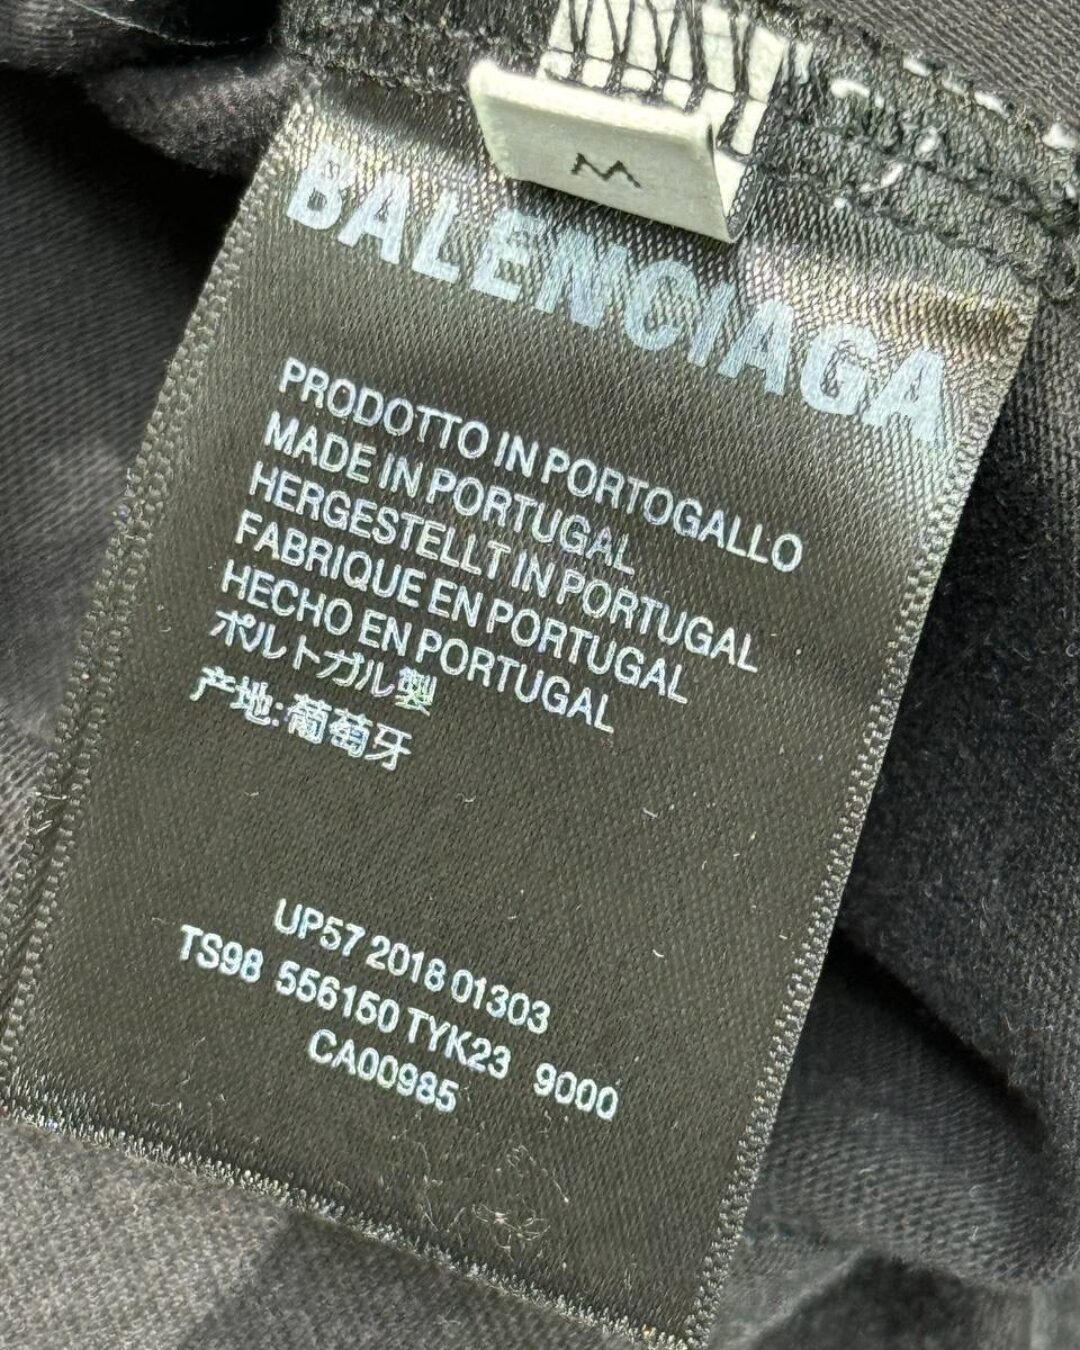 M
BALENCIAGA
PRODOTTO IN PORTOGALLO
MADE IN PORTUGAL
HERGESTELLT IN PORTUGAL
FABRIQUE EN PORTUGAL
HECHO EN PORTUGAL
ポルトガル製
产地:葡萄牙
UP57 2018 01303
TS98 556150 TYK23 9000
CA00985